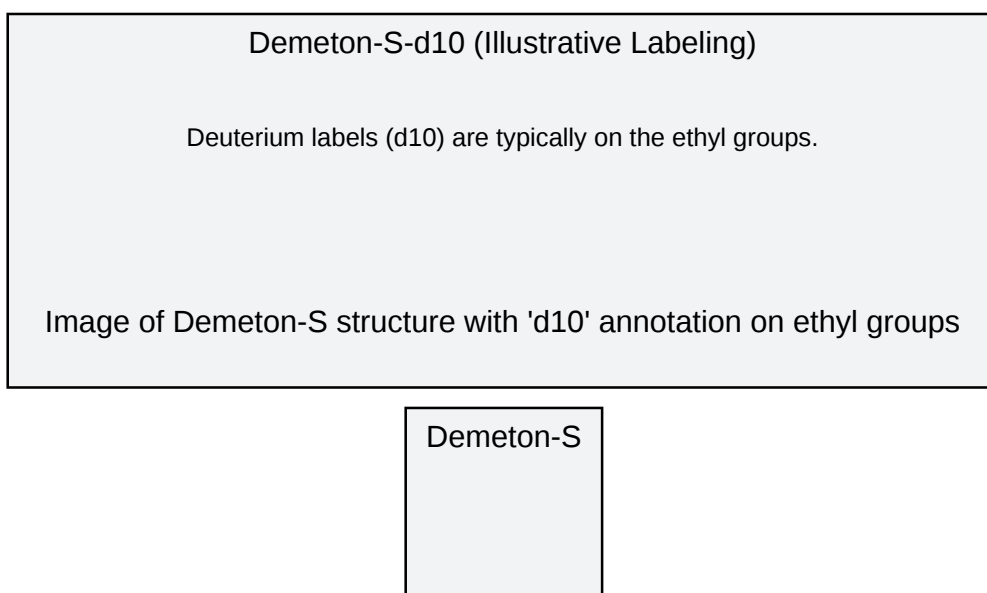 Demeton-S-d10 (Illustrative Labeling)
Deuterium labels (d10) are typically on the ethyl groups.
Image of Demeton-S structure with 'd10' annotation on ethyl groups
Demeton-S